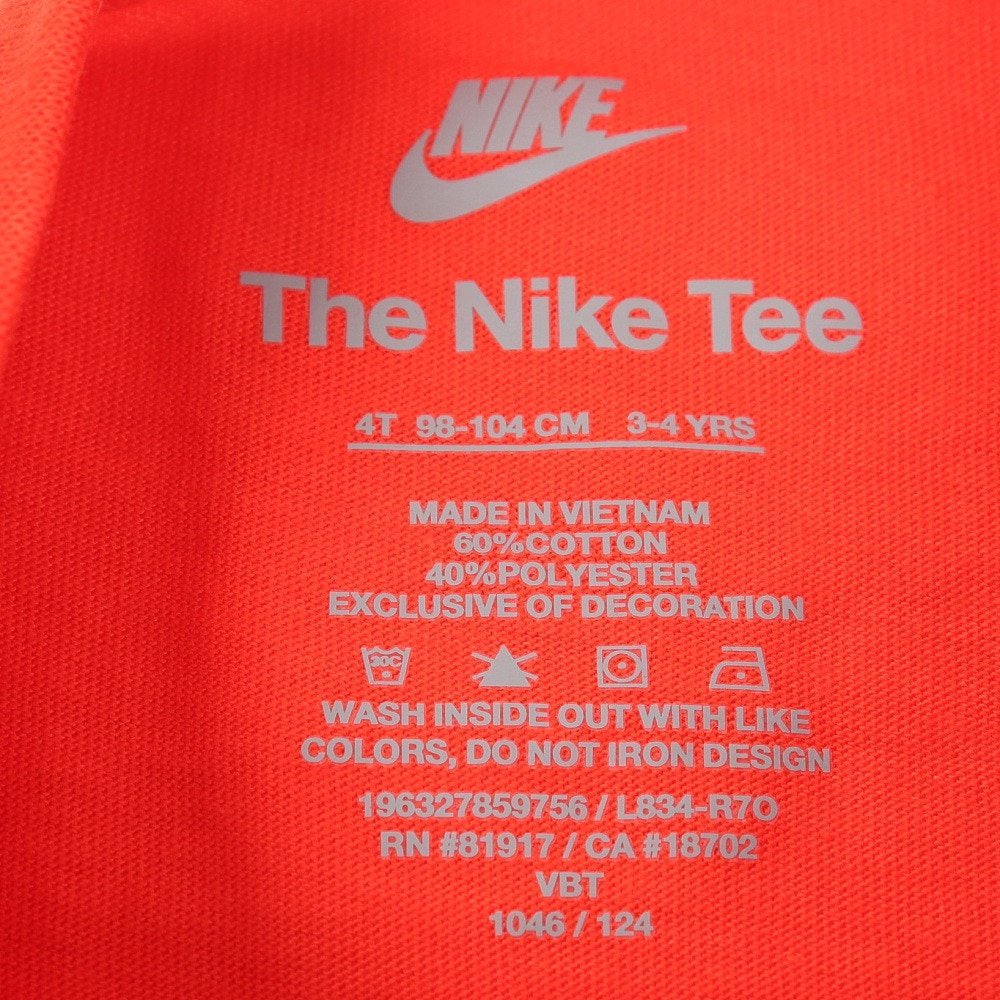 NIKE
The Nike Tee
4T 98-104 CM 3-4 YRS
MADE IN VIETNAM
60%COTTON
40%POLYESTER
EXCLUSIVE OF DECORATION
30C
WASH INSIDE OUT WITH LIKE
COLORS, DO NOT IRON DESIGN
196327859756 / L834-R7O
RN #81917 / CA #18702
VBT
1046 / 124